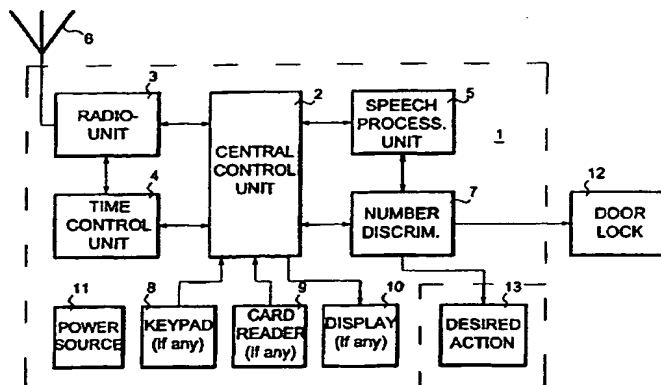 6
3
RADIO-
UNIT
2
CENTRAL
CONTROL
UNIT
5
SPEECH
PROCESS.
UNIT
1
4
TIME
CONTROL
UNIT
7
NUMBER
DISCRIM.
12
DOOR
LOCK
11
POWER
SOURCE
8
KEYPAD
(If any)
9
CARD
READER
(If any)
10
DISPLAY
(If any)
13
DESIRED
ACTION